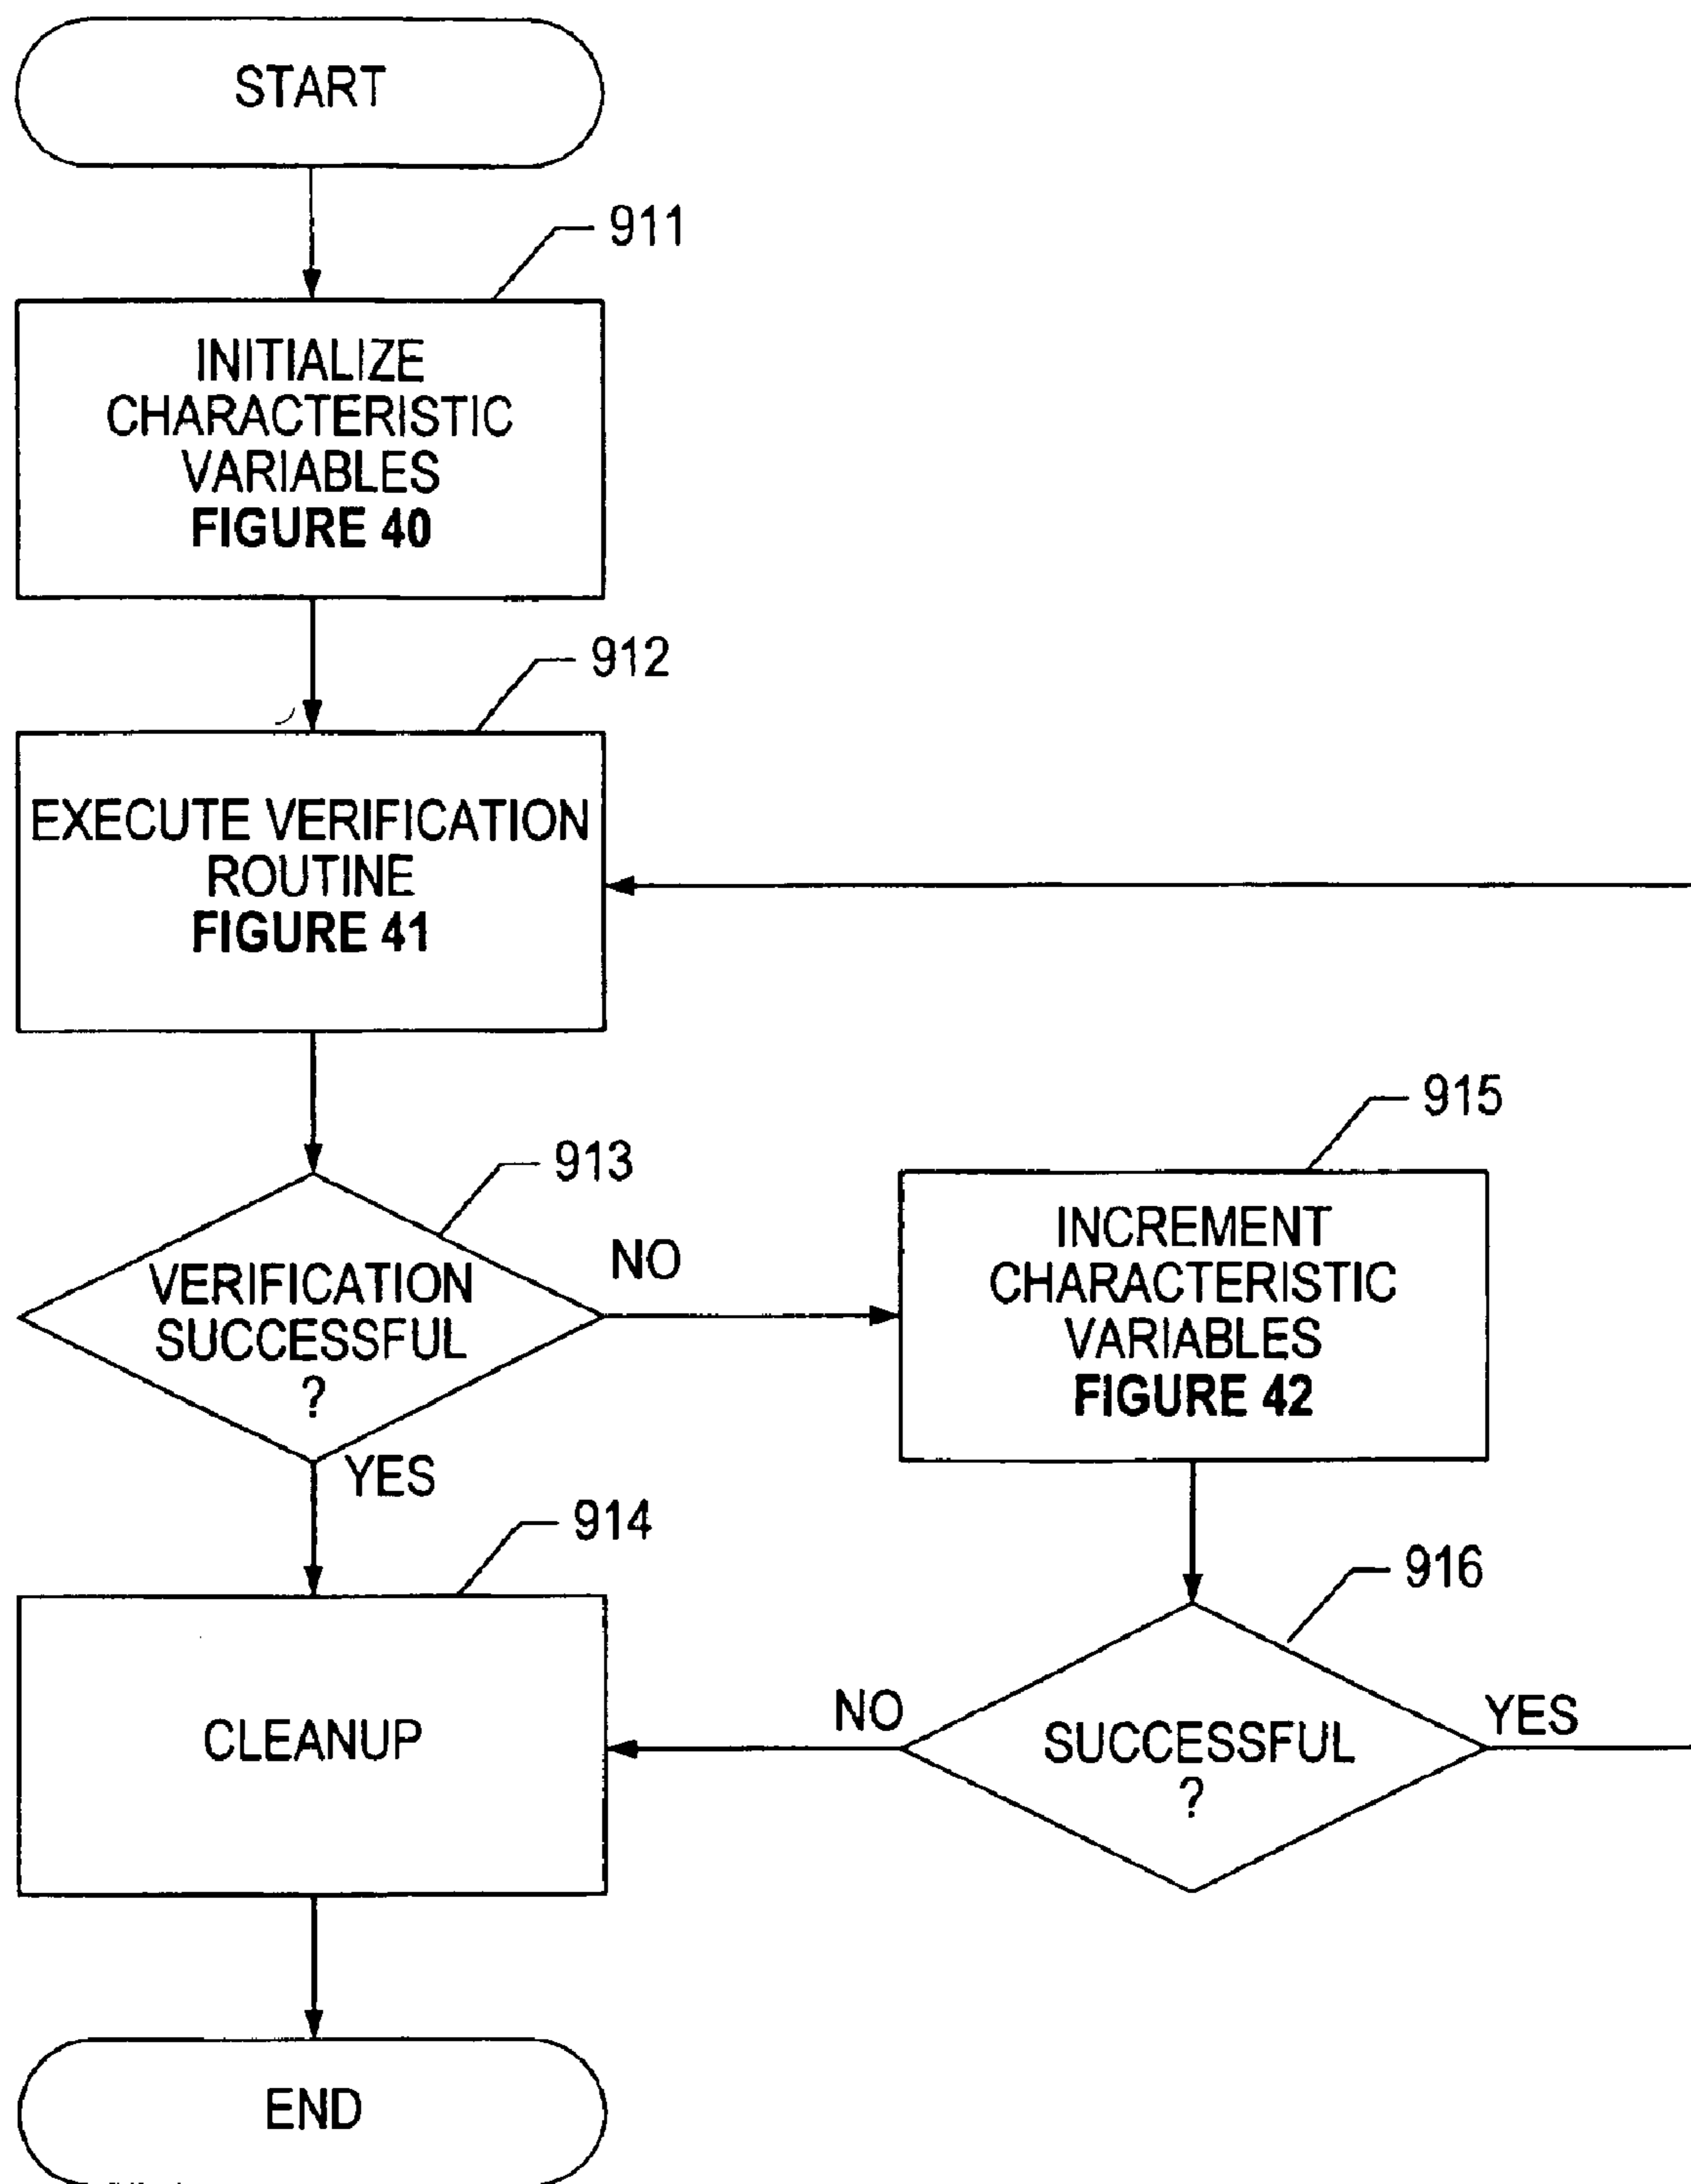 START
911
INITIALIZE
CHARACTERISTIC
VARIABLES
FIGURE 40
912
EXECUTE VERIFICATION
ROUTINE
FIGURE 41
913
VERIFICATION
SUCCESSFUL
?
NO
YES
915
INCREMENT
CHARACTERISTIC
VARIABLES
FIGURE 42
914
CLEANUP
916
SUCCESSFUL
?
NO
YES
END